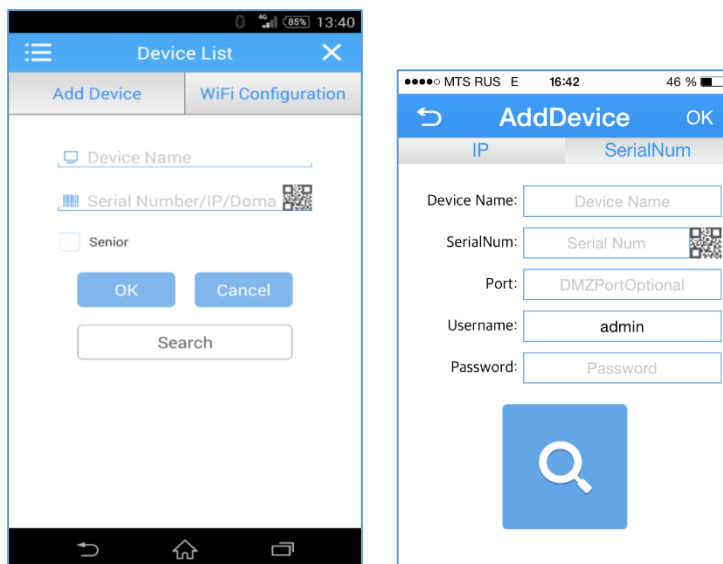 4G 85% 13:40
Device List
Add Device WiFi Configuration
Device Name
Serial Number/IP/Doma
Senior
OK Cancel
Search
MTS RUS E 16:42 46 %
AddDevice OK
IP SerialNum
Device Name: Device Name
SerialNum: Serial Num
Port: DMZPortOptional
Username: admin
Password: Password